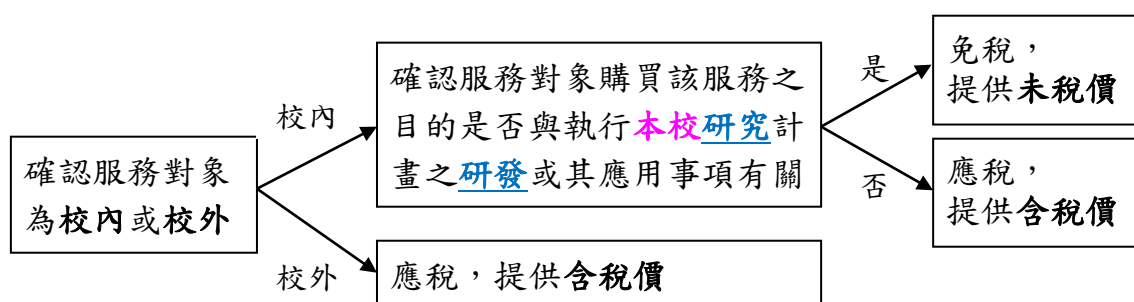 確認服務對象
為校內或校外
校內
確認服務對象購買該服務之
目的是否與執行本校研究計
畫之研發或其應用事項有關
是
免稅，
提供未稅價
否
應稅，
提供含稅價
校外
應稅，提供含稅價